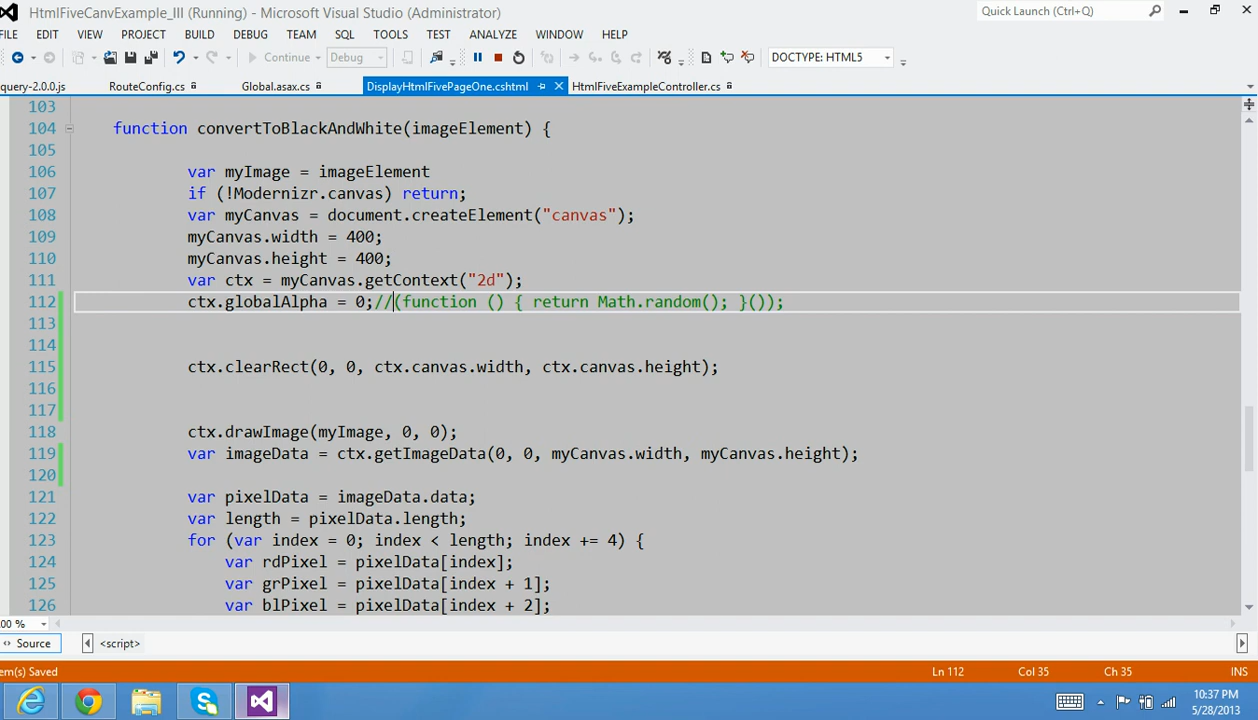 HtmlFiveCanvExample_III (Running) - Microsoft Visual Studio (Administrator)
Quick Launch (Ctrl+Q)
FILE EDIT VIEW PROJECT BUILD DEBUG TEAM SQL TOOLS TEST ANALYZE WINDOW HELP
Continue Debug DOCTYPE: HTML5
query-2.0.0.js RouteConfig.cs Global.asax.cs DisplayHtmlFivePageOne.cshtml HtmlFiveExampleController.cs
103
104 function convertToBlackAndWhite(imageElement) {
105
106 var myImage = imageElement
107 if (!Modernizr.canvas) return;
108 var myCanvas = document.createElement("canvas");
109 myCanvas.width = 400;
110 myCanvas.height = 400;
111 var ctx = myCanvas.getContext("2d");
112 ctx.globalAlpha = 0;//(function () { return Math.random(); }());
113
114
115 ctx.clearRect(0, 0, ctx.canvas.width, ctx.canvas.height);
116
117
118 ctx.drawImage(myImage, 0, 0);
119 var imageData = ctx.getImageData(0, 0, myCanvas.width, myCanvas.height);
120
121 var pixelData = imageData.data;
122 var length = pixelData.length;
123 for (var index = 0; index < length; index += 4) {
124 var rdPixel = pixelData[index];
125 var grPixel = pixelData[index + 1];
126 var blPixel = pixelData[index + 2];
00 %
Source <script>
em(s) Saved Ln 112 Col 35 Ch 35 INS
10:37 PM
5/28/2013